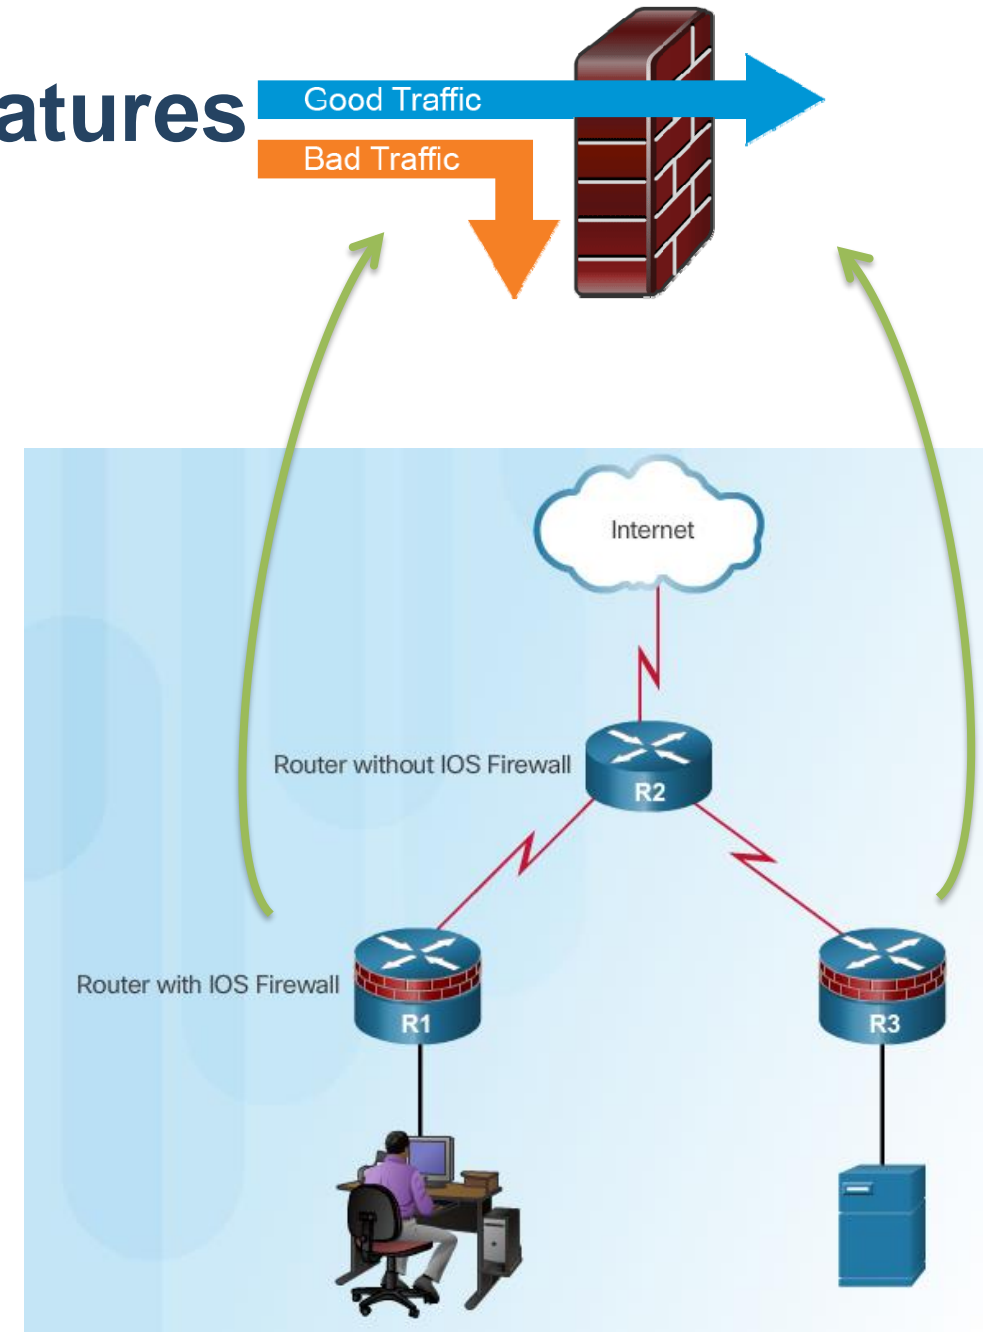 atures
Good Traffic
Bad Traffic
Internet
Router without IOS Firewall
R2
Router with IOS Firewall
R1
R3